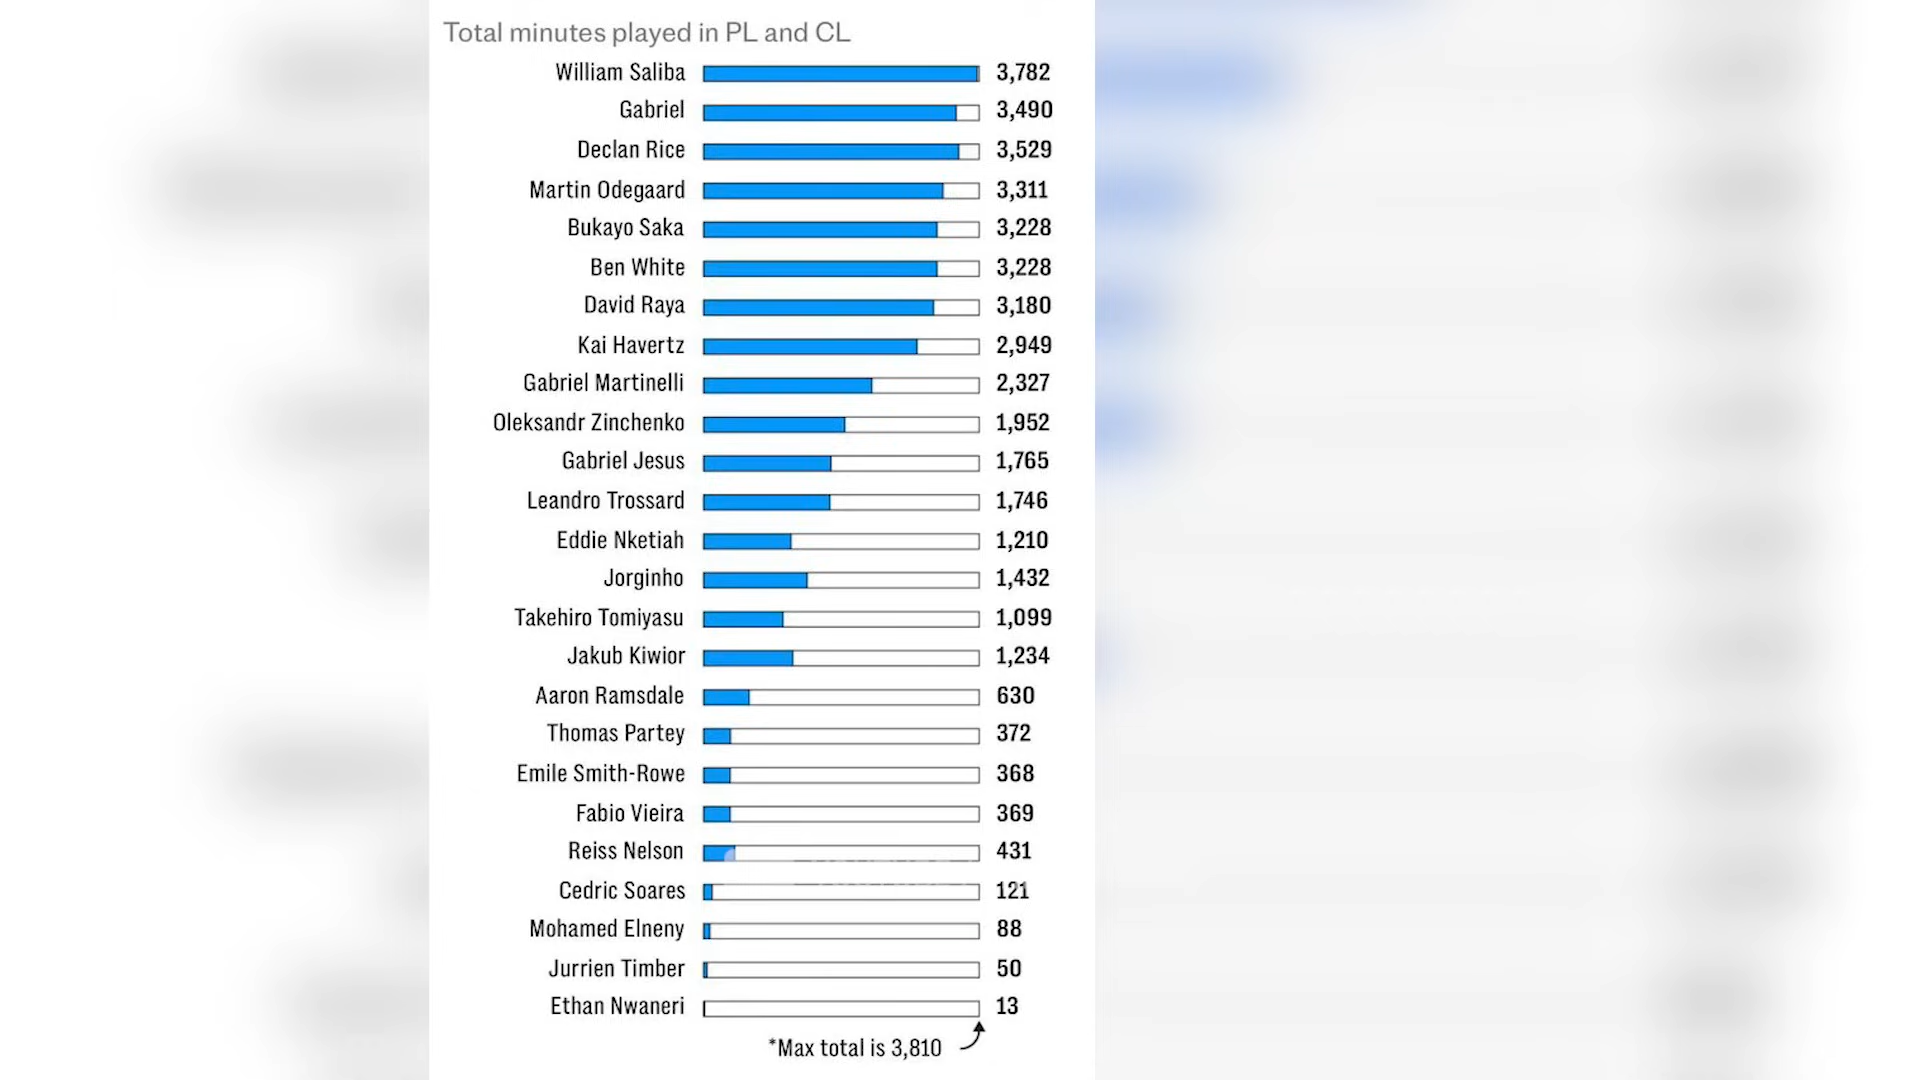 Total minutes played in PL and CL
William Saliba 3,782
Gabriel 3,490
Declan Rice 3,529
Martin Odegaard 3,311
Bukayo Saka 3,228
Ben White 3,228
David Raya 3,180
Kai Havertz 2,949
Gabriel Martinelli 2,327
Oleksandr Zinchenko 1,952
Gabriel Jesus 1,765
Leandro Trossard 1,746
Eddie Nketiah 1,210
Jorginho 1,432
Takehiro Tomiyasu 1,099
Jakub Kiwior 1,234
Aaron Ramsdale 630
Thomas Partey 372
Emile Smith-Rowe 368
Fabio Vieira 369
Reiss Nelson 431
Cedric Soares 121
Mohamed Elneny 88
Jurrien Timber 50
Ethan Nwaneri 13
*Max total is 3,810